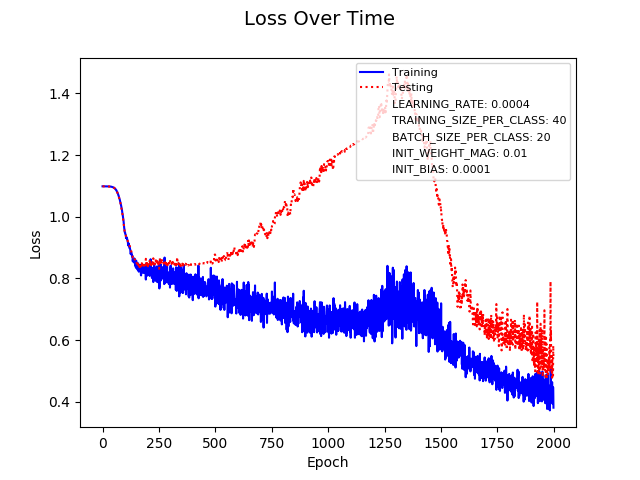 Loss Over Time
Training
Testing
LEARNING_RATE: 0.0004
TRAINING_SIZE_PER_CLASS: 40
BATCH_SIZE_PER_CLASS: 20
INIT_WEIGHT_MAG: 0.01
INIT_BIAS: 0.0001
1.4
1.2
1.0
0.8
0.6
0.4
Loss
0 250 500 750 1000 1250 1500 1750 2000
Epoch